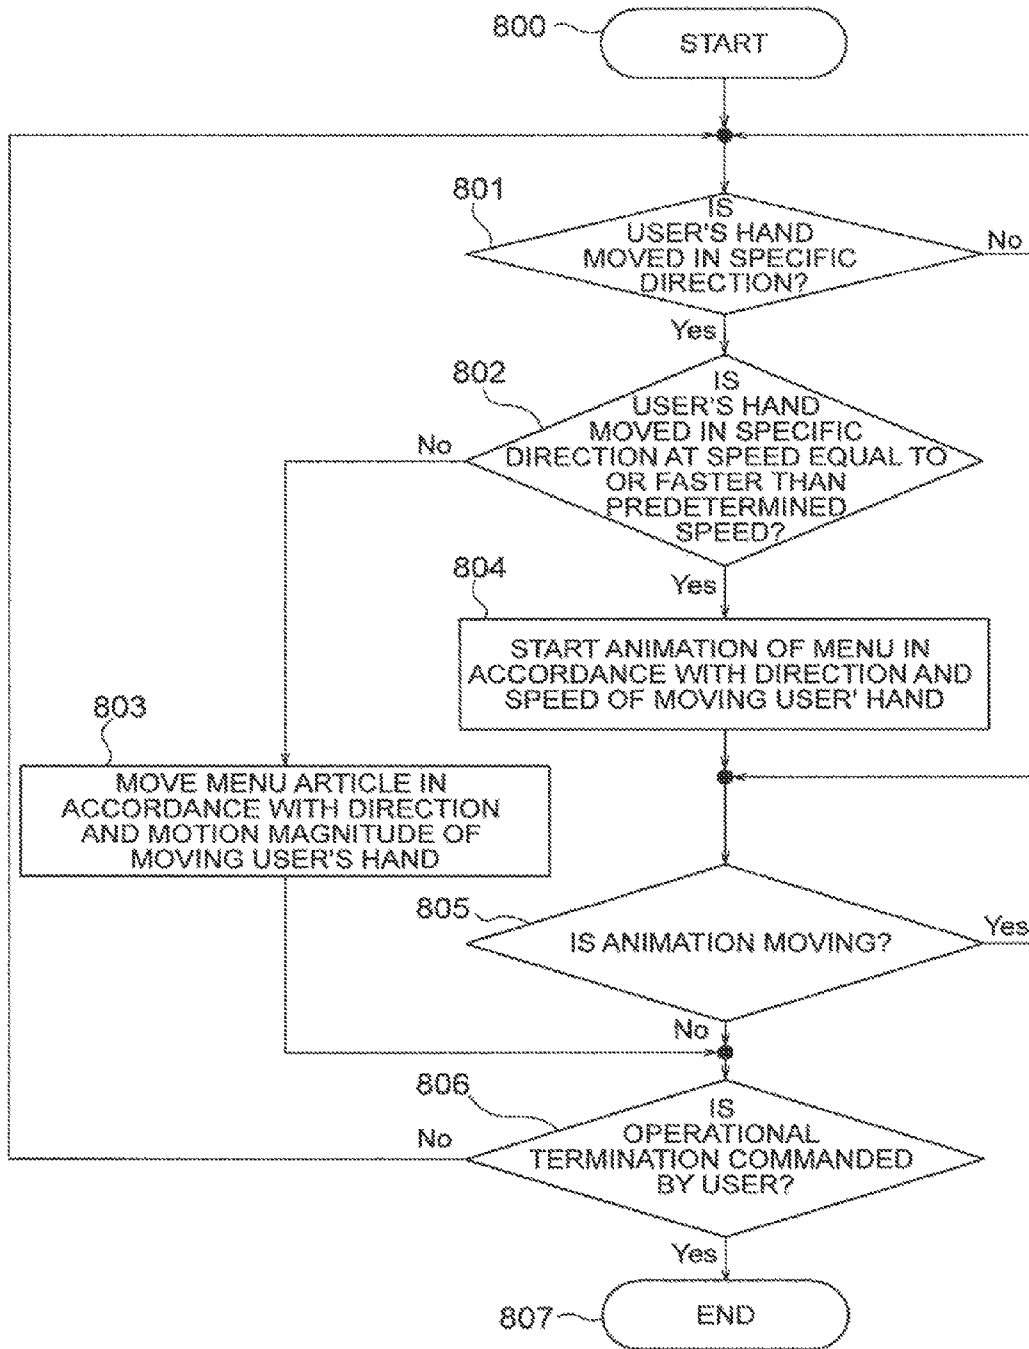 800
START
801
IS
USER'S HAND
MOVED IN SPECIFIC
DIRECTION?
No
Yes
802
IS
USER'S HAND
MOVED IN SPECIFIC
DIRECTION AT SPEED EQUAL TO
OR FASTER THAN
PREDETERMINED
SPEED?
No
Yes
804
START ANIMATION OF MENU IN
ACCORDANCE WITH DIRECTION AND
SPEED OF MOVING USER' HAND
803
MOVE MENU ARTICLE IN
ACCORDANCE WITH DIRECTION
AND MOTION MAGNITUDE OF
MOVING USER'S HAND
805
IS ANIMATION MOVING?
Yes
No
806
IS
OPERATIONAL
TERMINATION COMMANDED
BY USER?
No
Yes
807
END